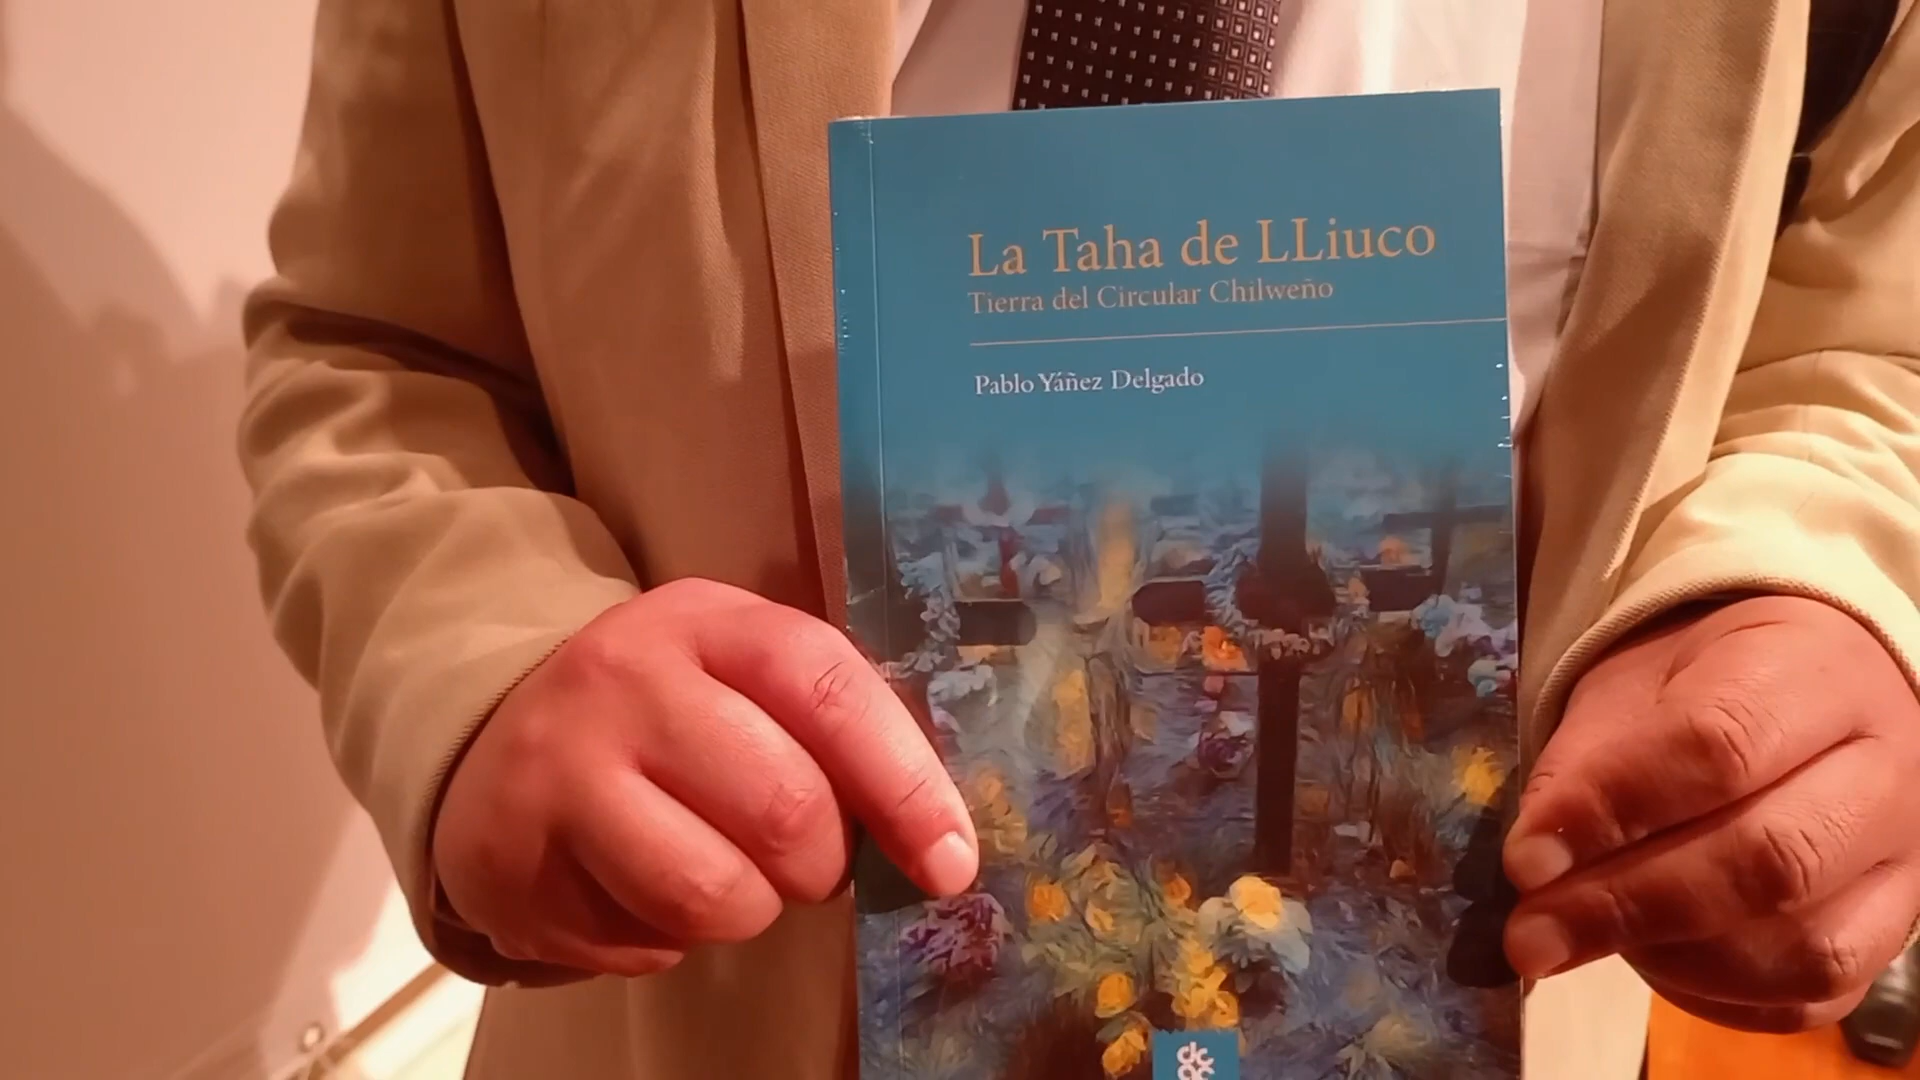 La Taha de LLiuco
Tierra del Circular Chilweño
Pablo Yáñez Delgado